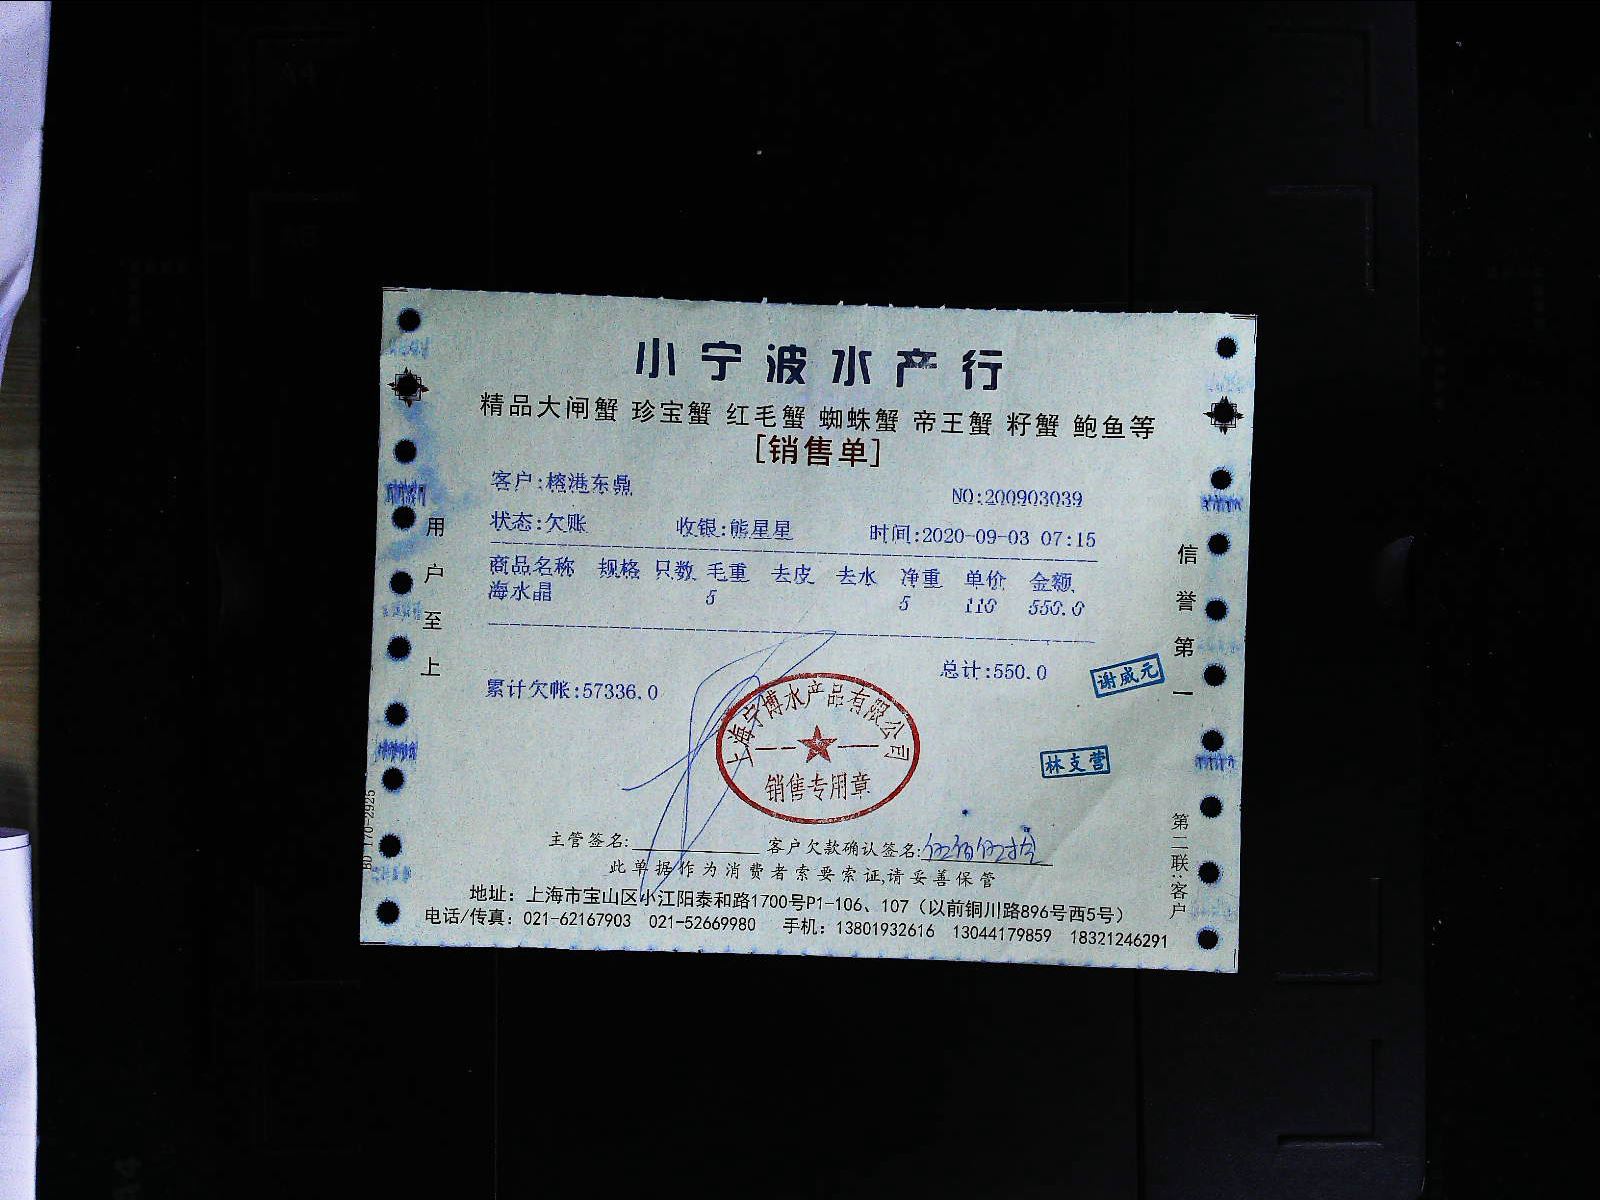 小宁波水产行
精品大闸蟹 珍宝蟹 红毛蟹 蜘蛛蟹 帝王蟹 籽蟹 鲍鱼等
[销售单]
客户:榕港东鼎
NO:200903039
状态:欠账 收银:熊星星 时间:2020-09-03 07:15
商品名称 规格 只数 毛重 去皮 去水 净重 单价 金额
海水晶 5 5 110 550.0
总计:550.0
累计欠帐:57336.0
上海宁博水产品有限公司
销售专用章
谢威元
林支营
主管签名: 客户欠款确认签名:伍佰伍拾
此单据作为消费者索要索证,请妥善保管
地址：上海市宝山区小江阳泰和路1700号P1-106、107（以前铜川路896号西5号）
电话/传真：021-62167903 021-52669980 手机：13801932616 13044179859 18321246291
用户至上
信誉第一
第二联:客户
BD 170-2925